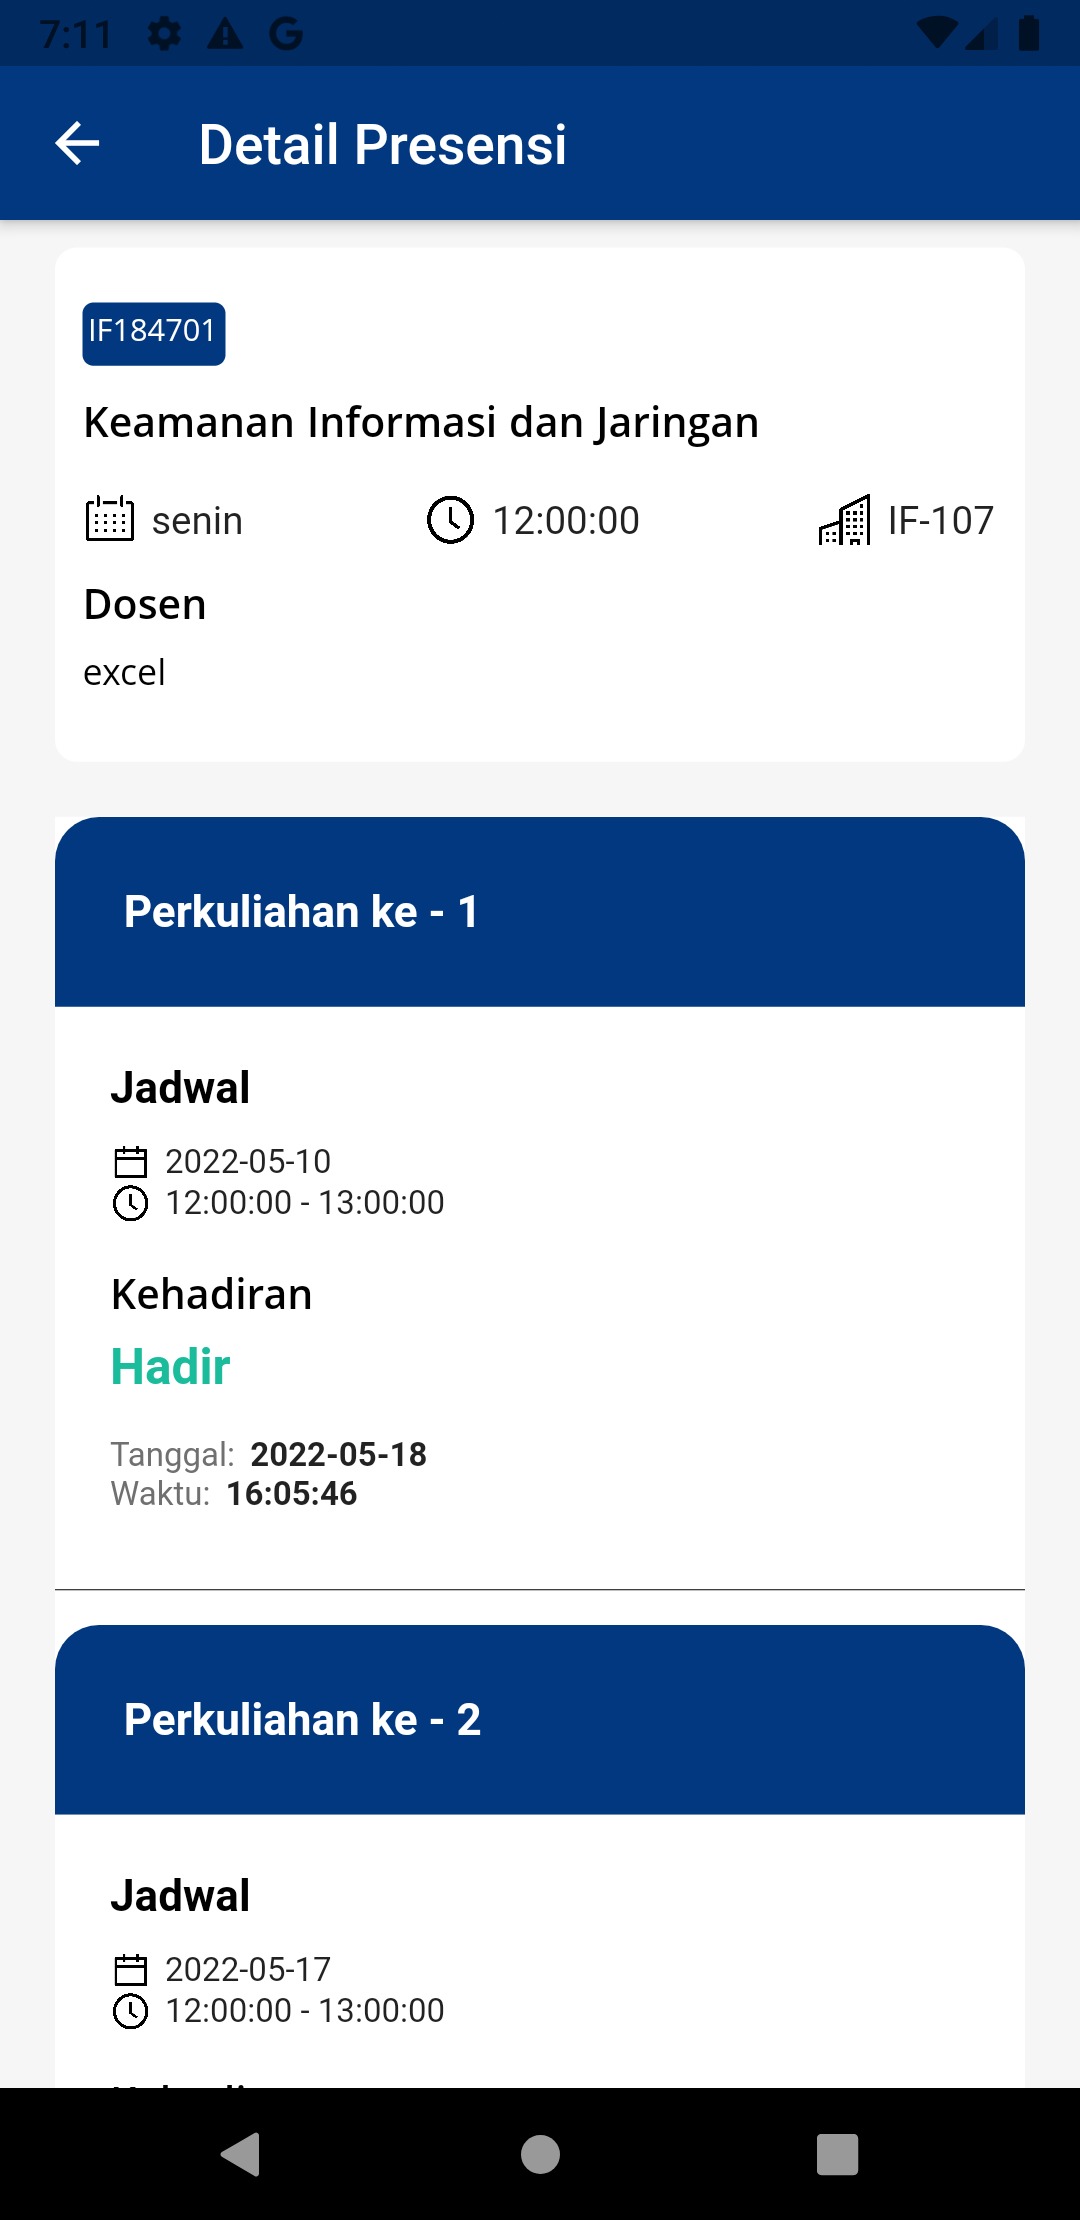 7:11
Detail Presensi
IF184701
Keamanan Informasi dan Jaringan
senin 12:00:00 IF-107
Dosen
excel
Perkuliahan ke - 1
Jadwal
2022-05-10
12:00:00 - 13:00:00
Kehadiran
Hadir
Tanggal: 2022-05-18
Waktu: 16:05:46
Perkuliahan ke - 2
Jadwal
2022-05-17
12:00:00 - 13:00:00